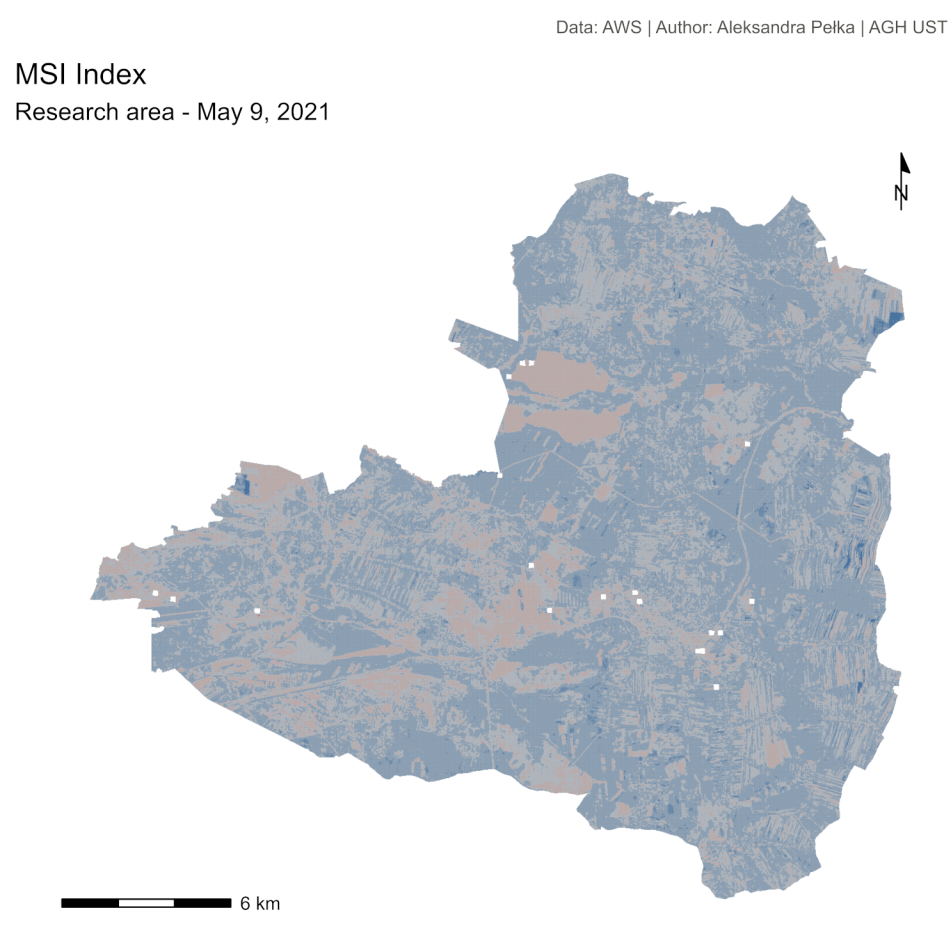 Data: AWS | Author: Aleksandra Pełka | AGH UST
MSI Index
Research area - May 9, 2021
N
6 km